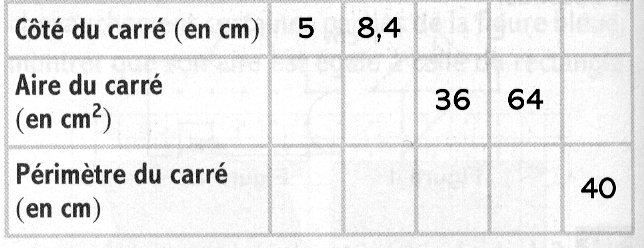 Côté du carré (en cm) 5 8,4
Aire du carré
(en cm²) 36 64
Périmètre du carré
(en cm) 40